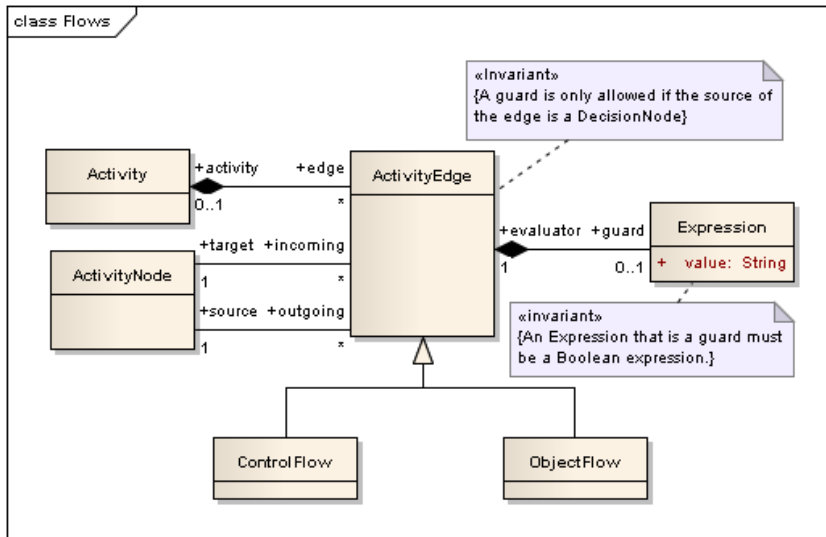 class Flows
«Invariant»
{A guard is only allowed if the source of
the edge is a DecisionNode}
Activity
+activity
+edge
0..1
*
ActivityEdge
+evaluator
+guard
1
0..1
Expression
+ value: String
ActivityNode
+target
+incoming
1
*
+source
+outgoing
1
*
«invariant»
{An Expression that is a guard must
be a Boolean expression.}
ControlFlow
ObjectFlow